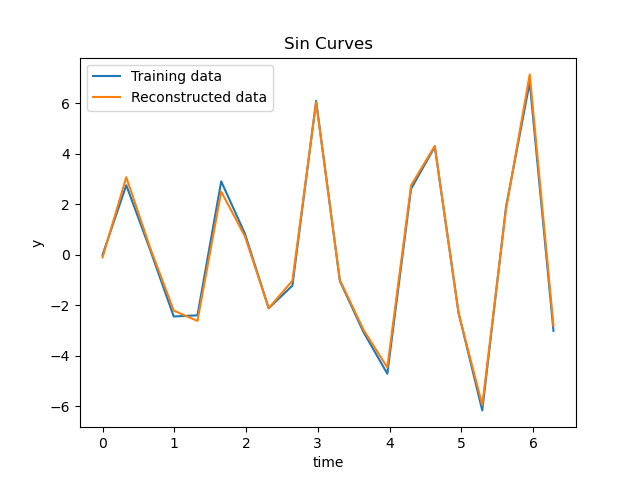 Sin Curves
Training data
Reconstructed data
y
6
4
2
0
−2
−4
−6
0 1 2 3 4 5 6
time